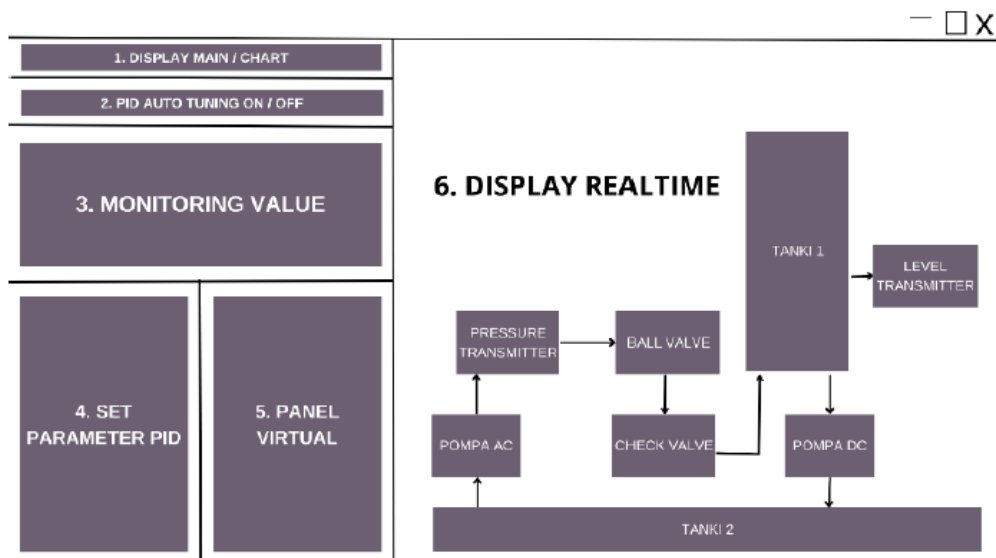 X
1. DISPLAY MAIN / CHART
2. PID AUTO TUNING ON / OFF
3. MONITORING VALUE
4. SET
PARAMETER PID
5. PANEL
VIRTUAL
6. DISPLAY REALTIME
TANKI 1
LEVEL
TRANSMITTER
PRESSURE
TRANSMITTER
BALL VALVE
POMPA AC
CHECK VALVE
POMPA DC
TANKI 2